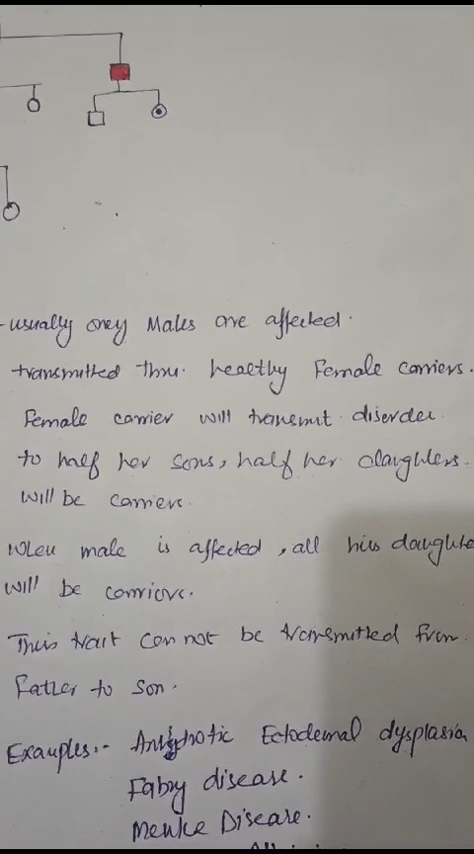 -usually only Males are affected.
transmitted thru. healthy Female carriers.
Female carrier will transmit disorder
to half her sons, half her daughters
will be carriers.
When male is affected, all his daughte
will be carriers.
This trait can not be transmitted from
Father to Son.
Examples:- Ectodermal dysplasia
Fabry disease.
Menke Disease.